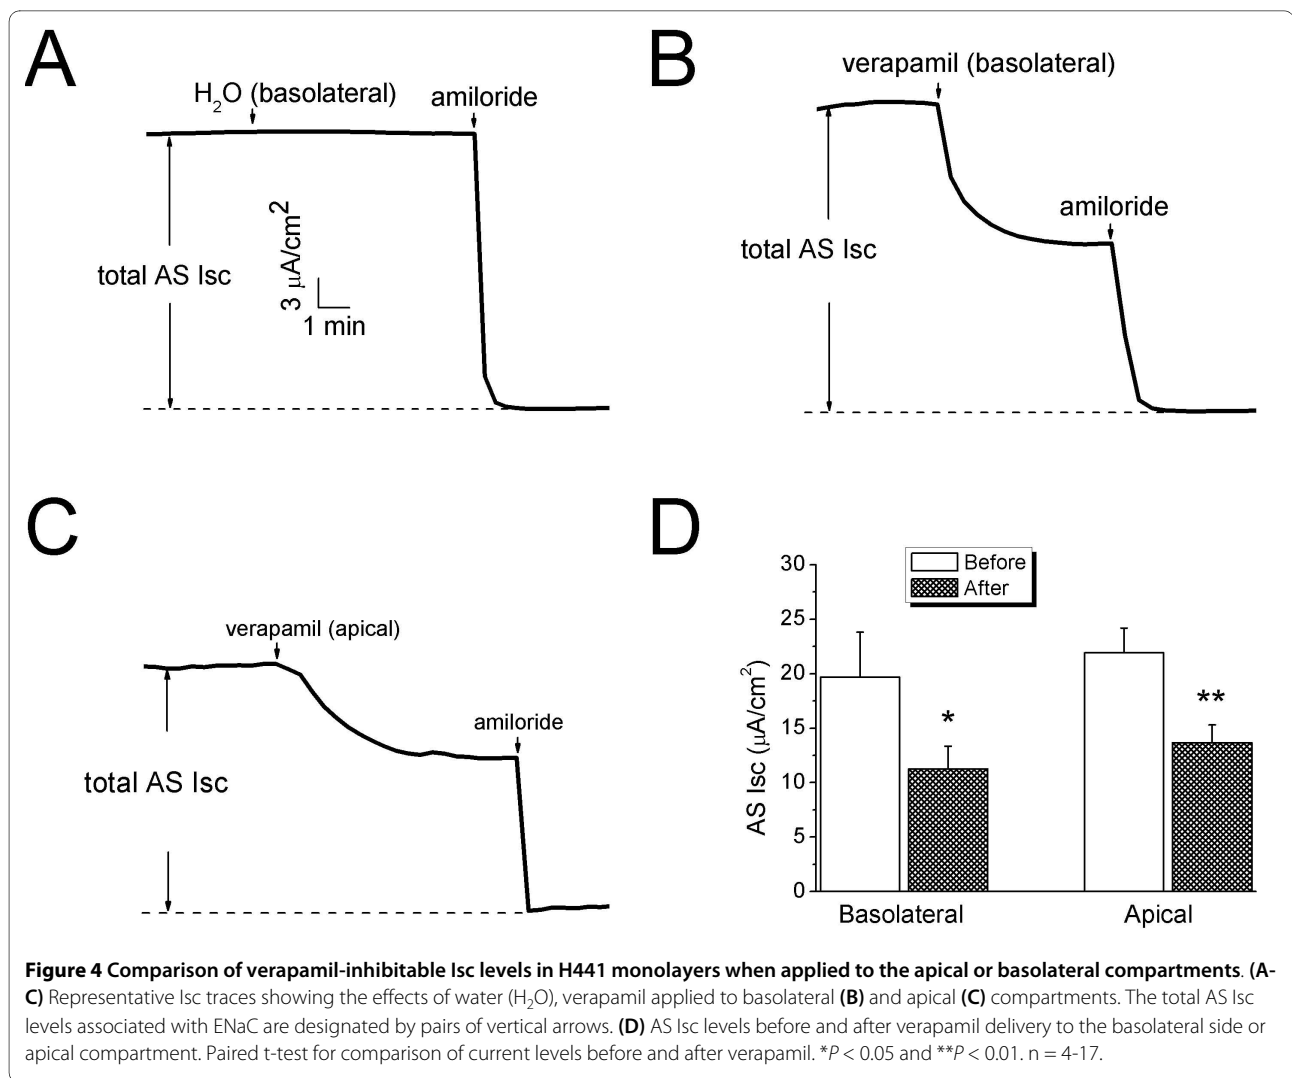 A
H₂O (basolateral)
amiloride
total AS Isc
3 μA/cm²
1 min
B
verapamil (basolateral)
amiloride
total AS Isc
C
verapamil (apical)
amiloride
total AS Isc
D
Before
After
AS Isc (μA/cm²)
30
25
20
15
10
5
0
*
**
Basolateral
Apical
Figure 4 Comparison of verapamil-inhibitable Isc levels in H441 monolayers when applied to the apical or basolateral compartments. (A-
C) Representative Isc traces showing the effects of water (H₂O), verapamil applied to basolateral (B) and apical (C) compartments. The total AS Isc
levels associated with ENaC are designated by pairs of vertical arrows. (D) AS Isc levels before and after verapamil delivery to the basolateral side or
apical compartment. Paired t-test for comparison of current levels before and after verapamil. *P < 0.05 and **P < 0.01. n = 4-17.